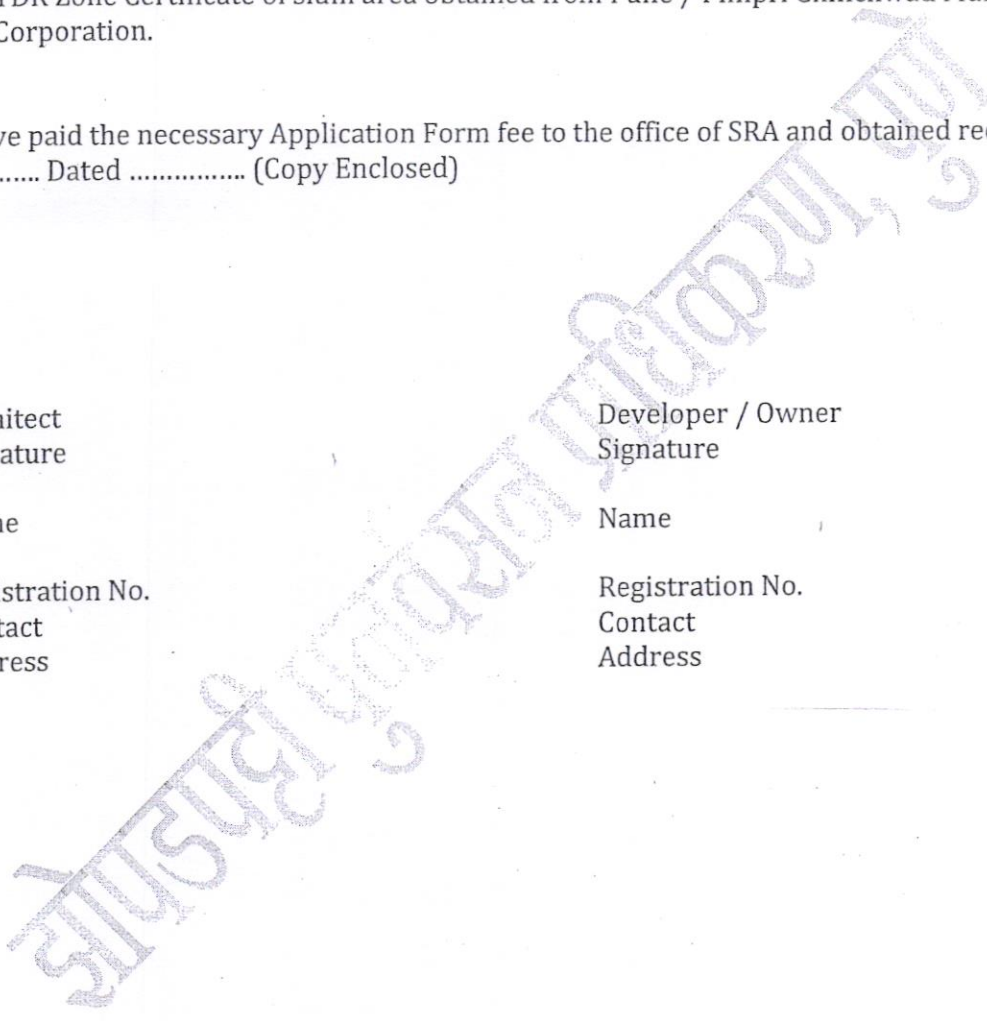 TDR Zone Certificate of slum area obtained from Pune / Pimpri Chinchwad
Corporation.
ve paid the necessary Application Form fee to the office of SRA and obtained rec
...... Dated ................ (Copy Enclosed)
hitect
Developer / Owner
ature
Signature
ne
Name
istration No.
Registration No.
tact
Contact
ress
Address
झोपडपट्टी पुनर्वसन प्राधिकरण, पुणे